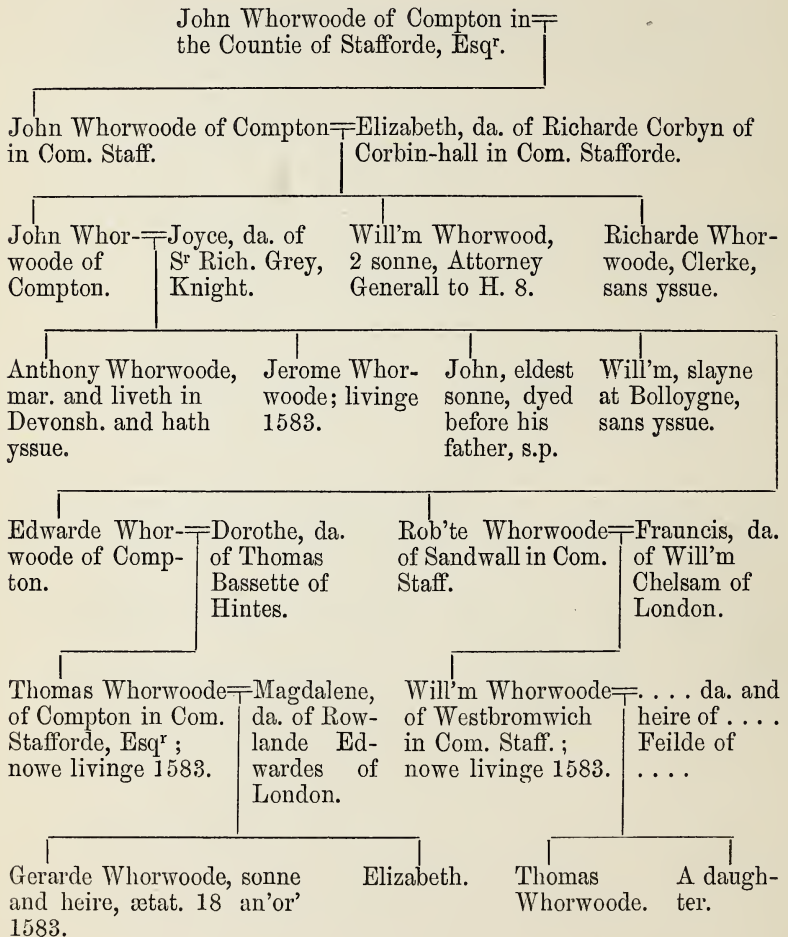 John Whorwoode of Compton in
the Countie of Stafforde, Esqr.
John Whorwoode of Compton
in Com. Staff.
Elizabeth, da. of Richarde Corbyn of
Corbin-hall in Com. Stafforde.
John Whor-
woode of
Compton.
Joyce, da. of
Sr Rich. Grey,
Knight.
Will'm Whorwood,
2 sonne, Attorney
Generall to H. 8.
Richarde Whor-
woode, Clerke,
sans yssue.
Anthony Whorwoode,
mar. and liveth in
Devonsh. and hath
yssue.
Jerome Whor-
woode; livinge
1583.
John, eldest
sonne, dyed
before his
father, s.p.
Will'm, slayne
at Bolloygne,
sans yssue.
Edwarde Whor-
woode of Comp-
ton.
Dorothe, da.
of Thomas
Bassette of
Hintes.
Rob'te Whorwoode
of Sandwall in Com.
Staff.
Frauncis, da.
of Will'm
Chelsam of
London.
Thomas Whorwoode
of Compton in Com.
Stafforde, Esqr ;
nowe livinge 1583.
Magdalene,
da. of Row-
lande Ed-
wardes of
London.
Will'm Whorwoode
of Westbromwich
in Com. Staff. ;
nowe livinge 1583.
. . . . da. and
heire of . . . .
Feilde of
. . . .
Gerarde Whorwoode, sonne
and heire, ætat. 18 an'or'
1583.
Elizabeth.
Thomas
Whorwoode.
A daugh-
ter.